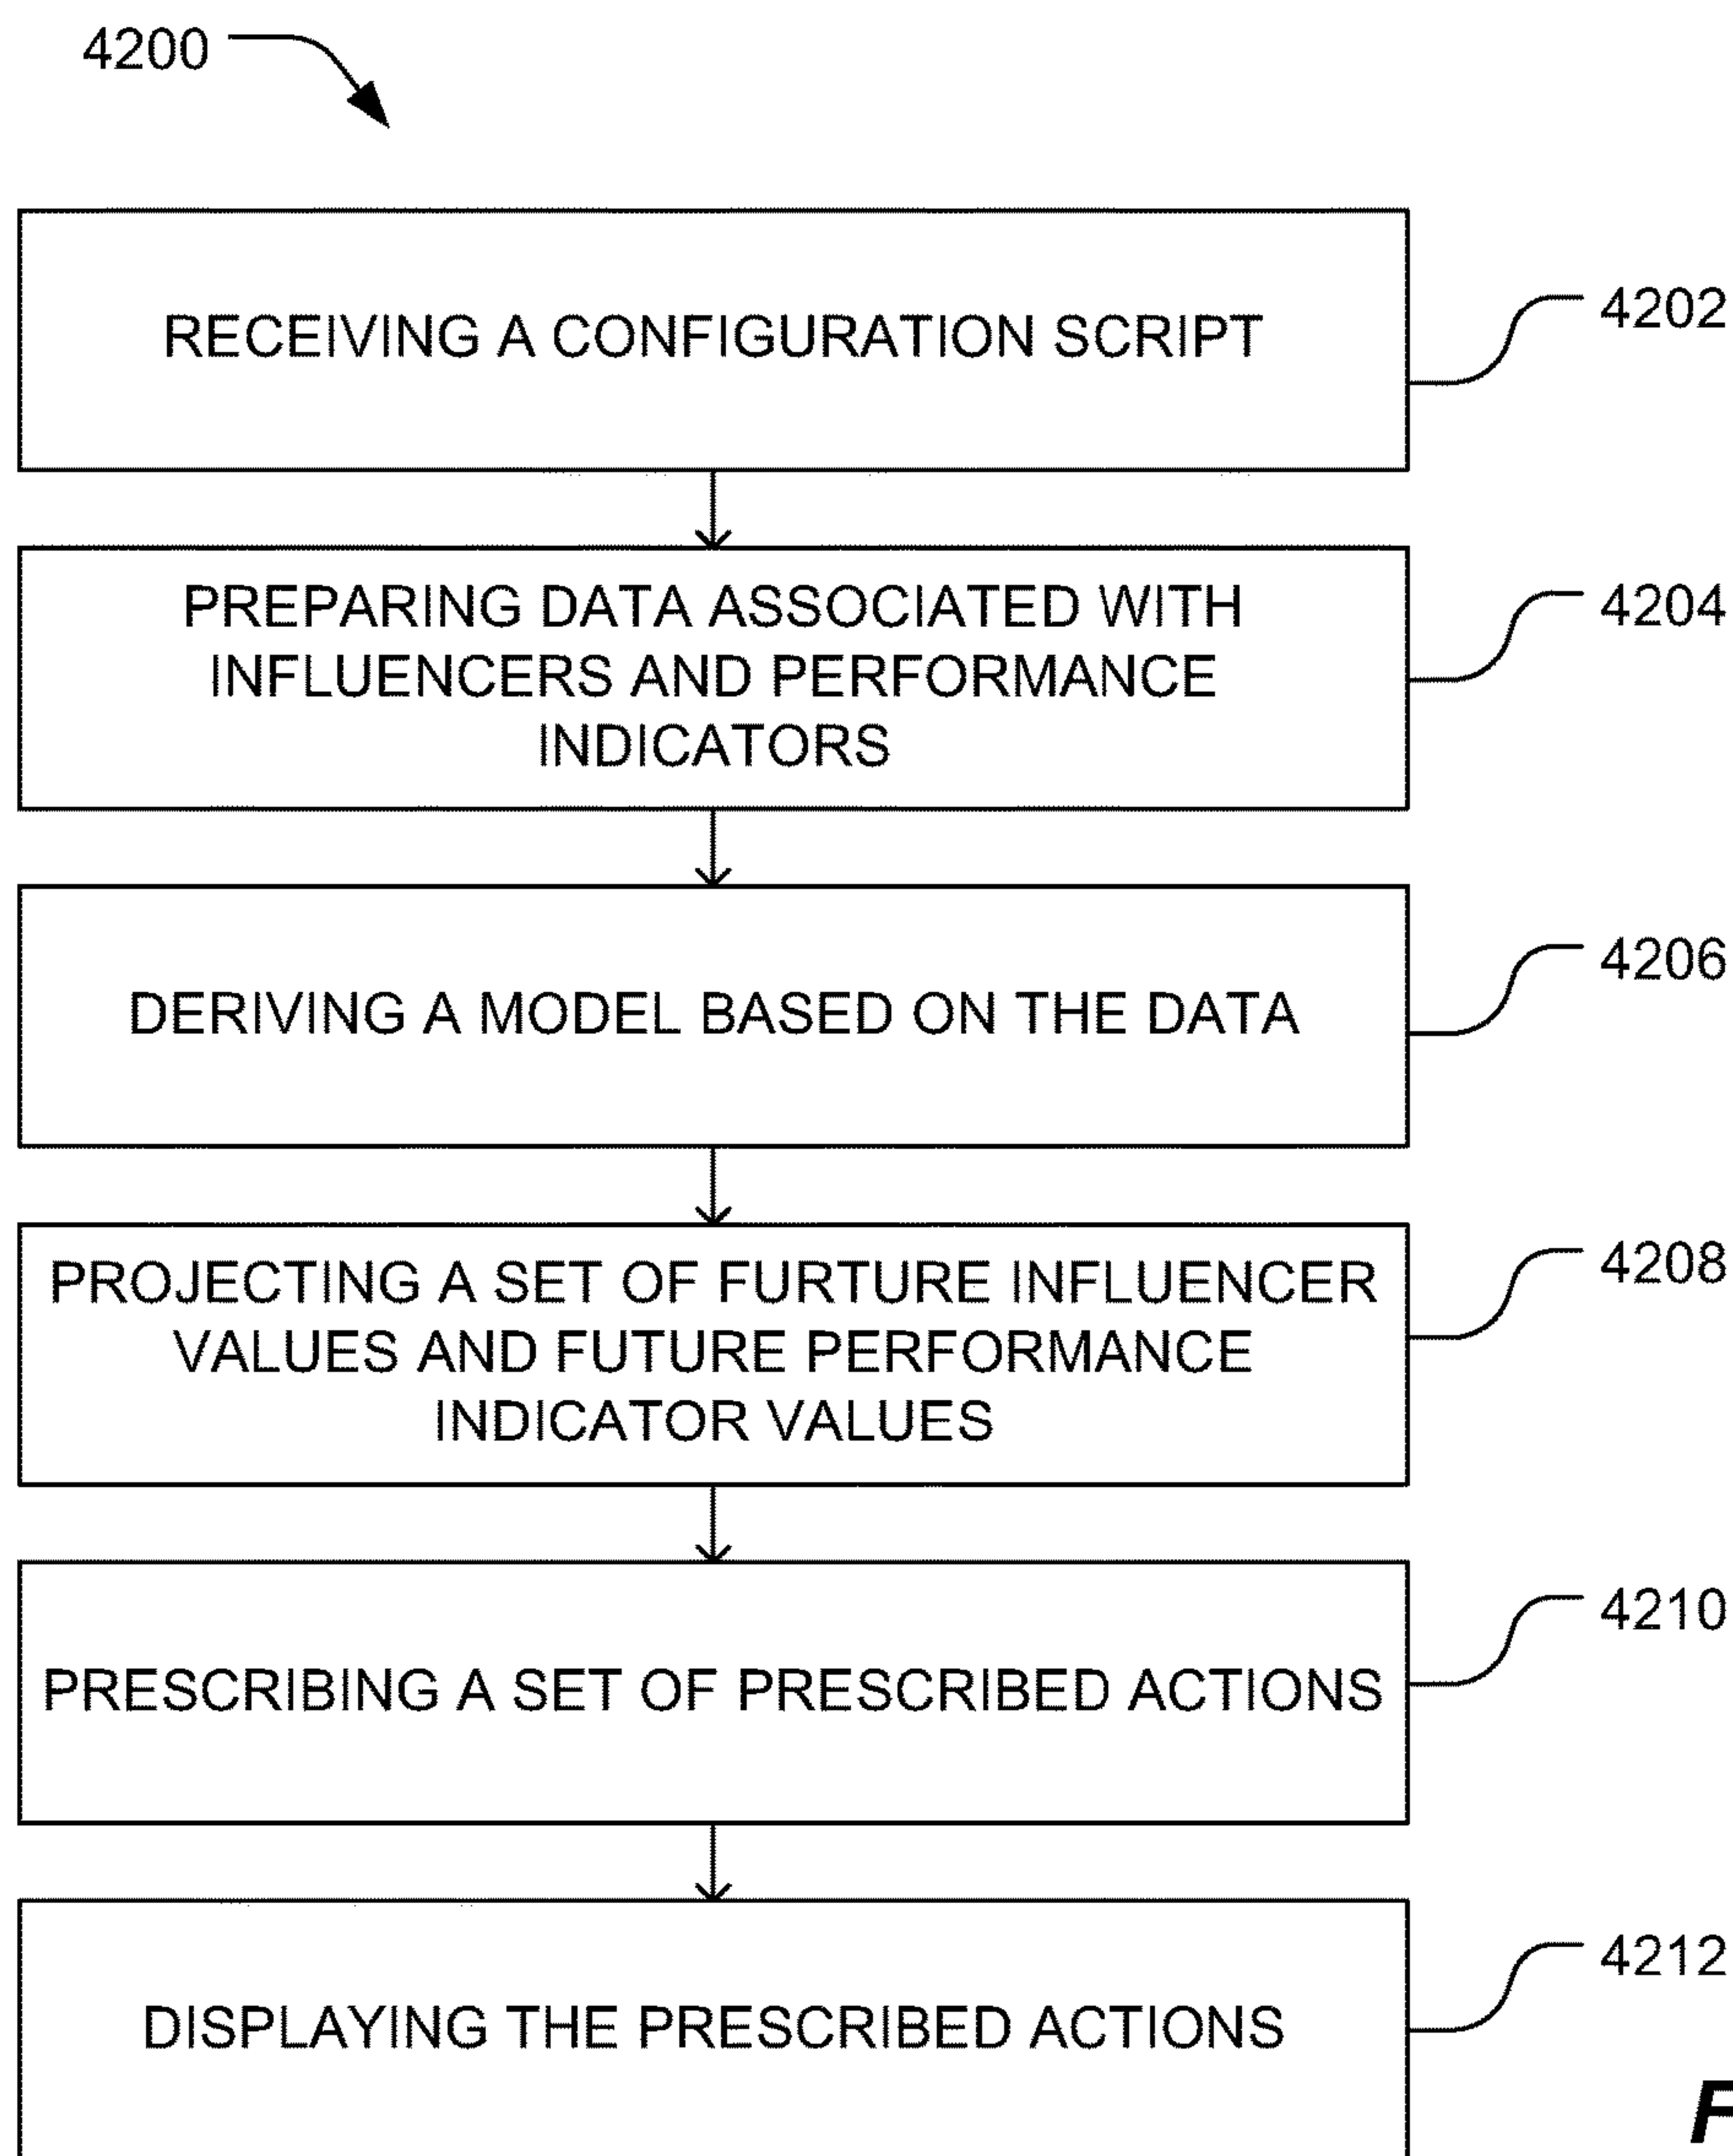 4200
RECEIVING A CONFIGURATION SCRIPT
4202
PREPARING DATA ASSOCIATED WITH
INFLUENCERS AND PERFORMANCE
INDICATORS
4204
DERIVING A MODEL BASED ON THE DATA
4206
PROJECTING A SET OF FURTURE INFLUENCER
VALUES AND FUTURE PERFORMANCE
INDICATOR VALUES
4208
PRESCRIBING A SET OF PRESCRIBED ACTIONS
4210
DISPLAYING THE PRESCRIBED ACTIONS
4212